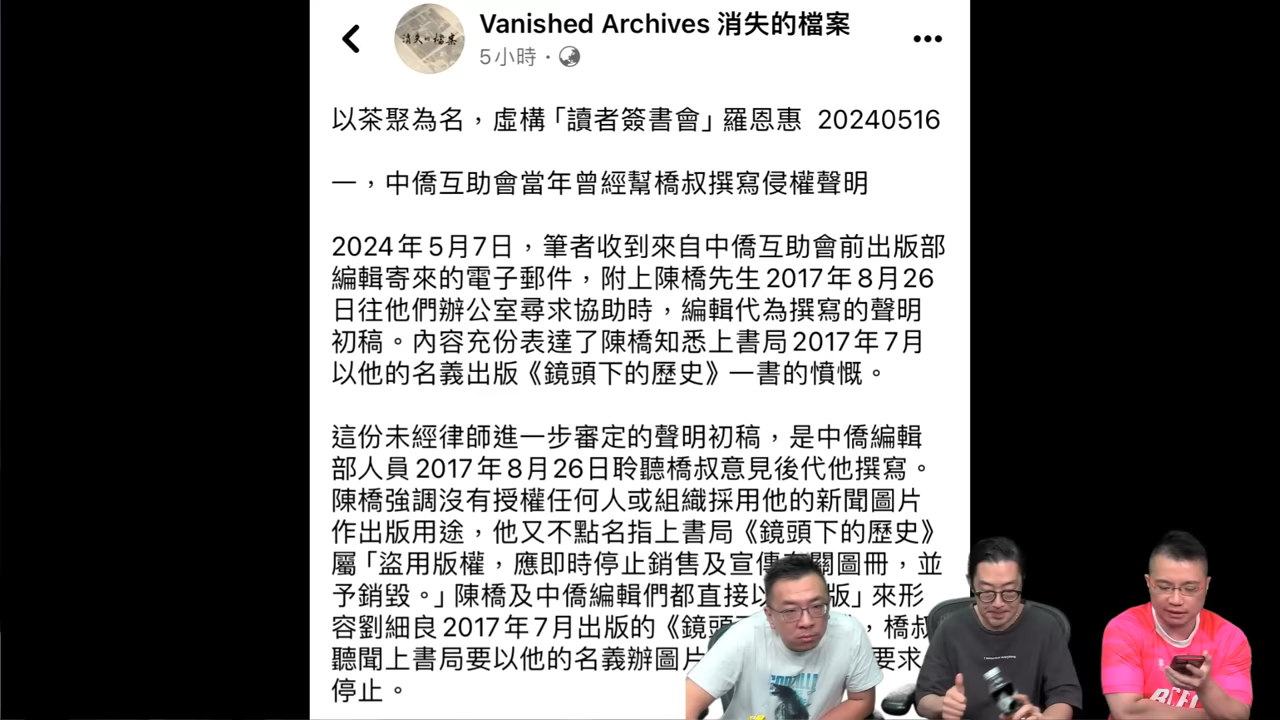 Vanished Archives 消失的檔案
5小時·
消失的檔案
以茶聚為名，虛構「讀者簽書會」羅恩惠 20240516
一，中僑互助會當年曾經幫橋叔撰寫侵權聲明
2024年5月7日，筆者收到來自中僑互助會前出版部
編輯寄來的電子郵件，附上陳橋先生2017年8月26
日往他們辦公室尋求協助時，編輯代為撰寫的聲明
初稿。內容充份表達了陳橋知悉上書局2017年7月
以他的名義出版《鏡頭下的歷史》一書的憤慨。
這份未經律師進一步審定的聲明初稿，是中僑編輯
部人員2017年8月26日聆聽橋叔意見後代他撰寫。
陳橋強調沒有授權任何人或組織採用他的新聞圖片
作出版用途，他又不點名指上書局《鏡頭下的歷史》
屬「盜用版權，應即時停止銷售及宣傳有關圖冊，並
予銷毀。」陳橋及中僑編輯們都直接以 版」來形
容劉細良2017年7月出版的《鏡頭 ，橋叔
聽聞上書局要以他的名義辦圖片 要求
停止。
GODZILLA